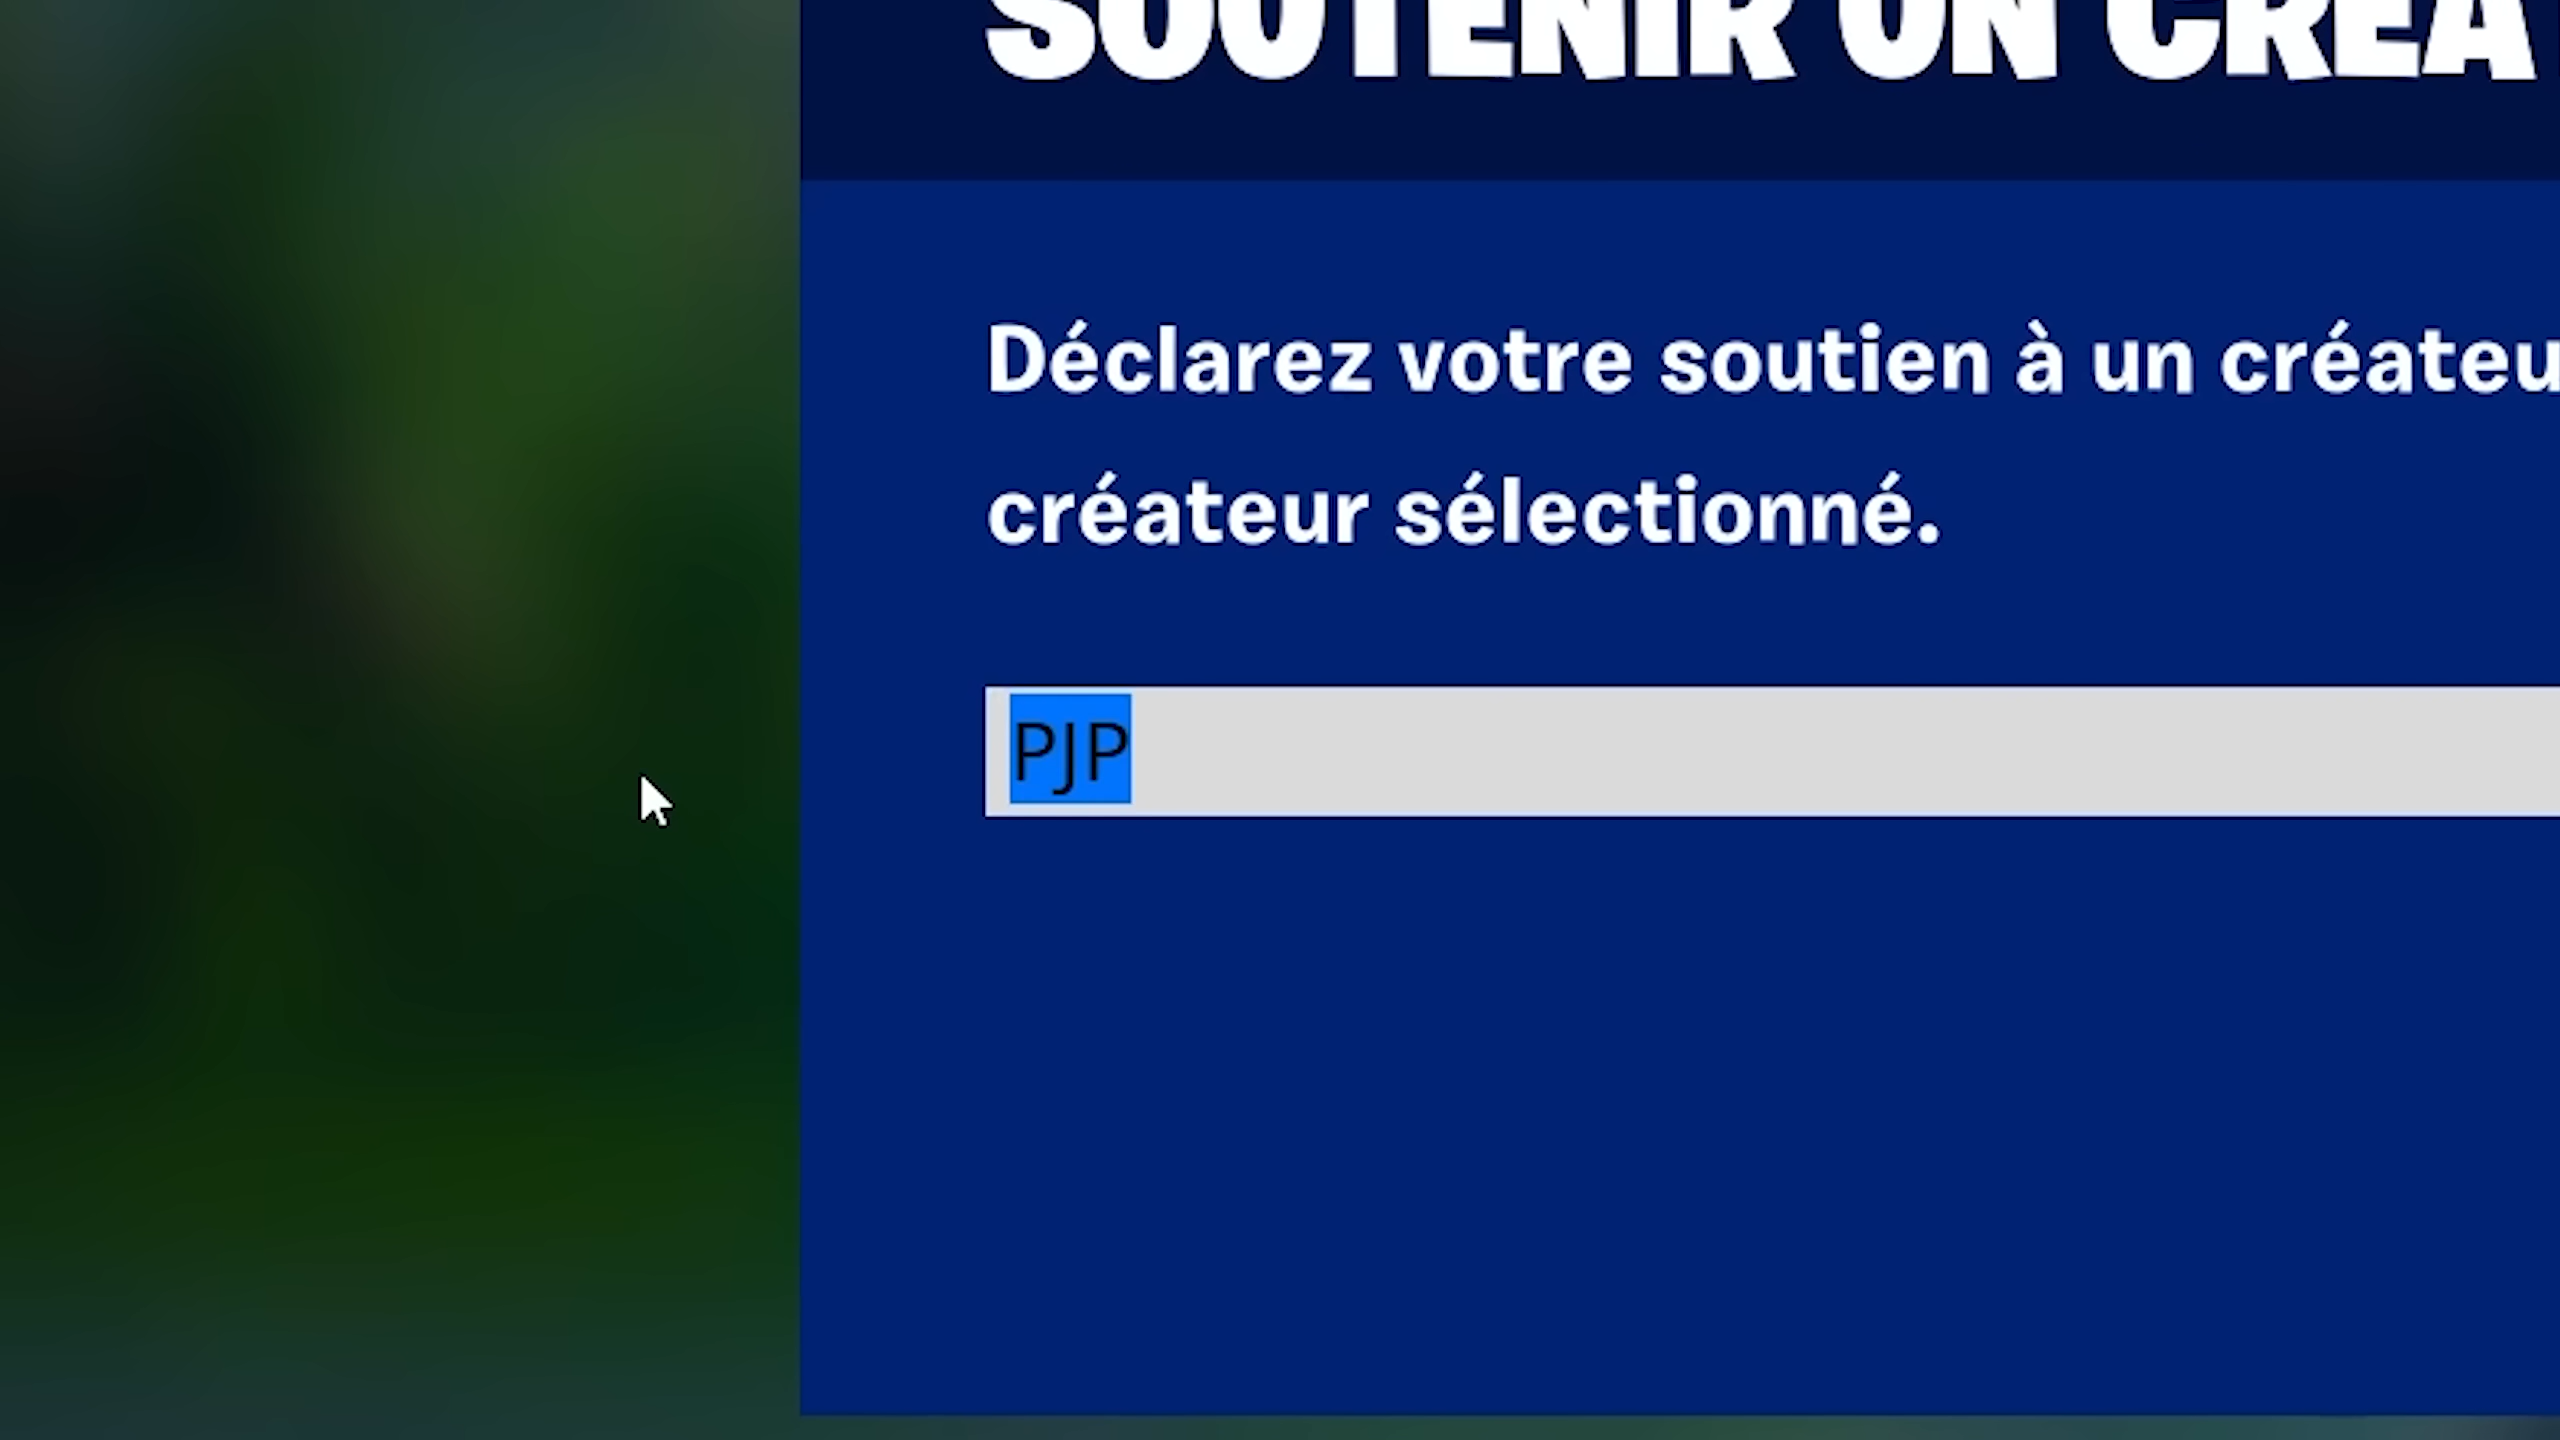 SOUTENIR UN CRÉA
Déclarez votre soutien à un créateu
créateur sélectionné.
PJP